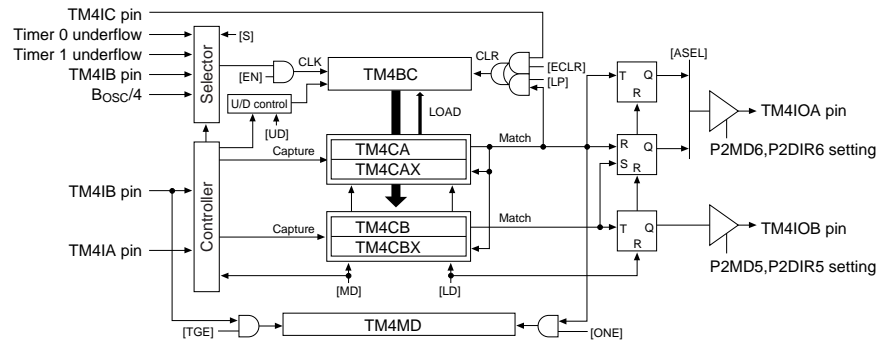 TM4IC pin
Timer 0 underflow
Timer 1 underflow
TM4IB pin
BOSC/4
Selector
[S]
[EN]
CLK
TM4BC
CLR
[ECLR]
[LP]
U/D control
[UD]
LOAD
[ASEL]
T Q
R
TM4IOA pin
P2MD6,P2DIR6 setting
Controller
Capture
TM4CA
TM4CAX
Match
R Q
S
R
TM4IB pin
TM4IA pin
Capture
TM4CB
TM4CBX
Match
T Q
R
TM4IOB pin
P2MD5,P2DIR5 setting
[MD]
[LD]
[TGE]
TM4MD
[ONE]